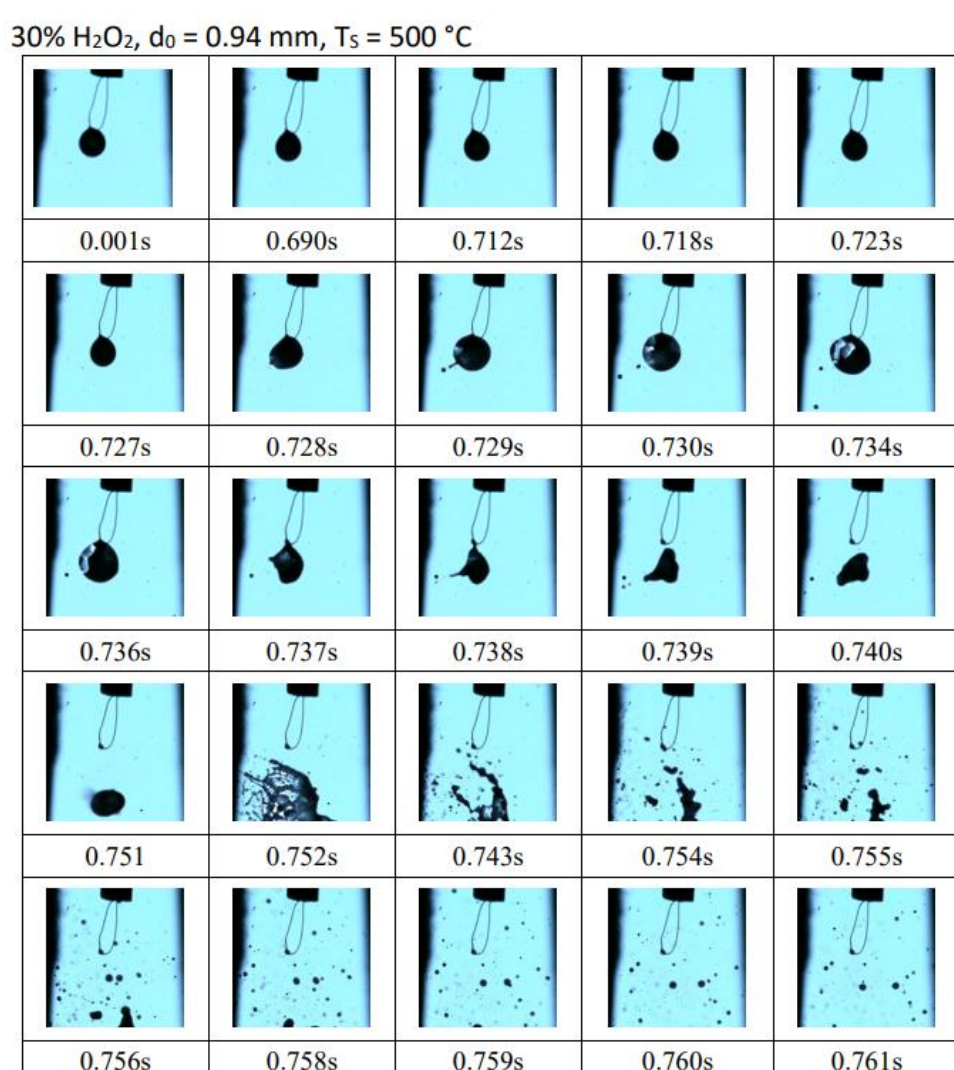 30% H₂O₂, d₀ = 0.94 mm, Tₛ = 500 °C
0.001s 0.690s 0.712s 0.718s 0.723s
0.727s 0.728s 0.729s 0.730s 0.734s
0.736s 0.737s 0.738s 0.739s 0.740s
0.751 0.752s 0.743s 0.754s 0.755s
0.756s 0.758s 0.759s 0.760s 0.761s